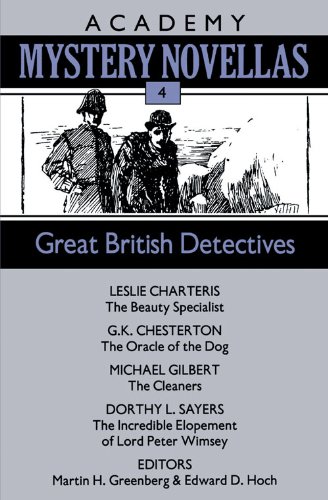 ACADEMY
MYSTERY NOVELLAS
4
Great British Detectives
LESLIE CHARTERIS
The Beauty Specialist
G.K. CHESTERTON
The Oracle of the Dog
MICHAEL GILBERT
The Cleaners
DORTHY L. SAYERS
The Incredible Elopement
of Lord Peter Wimsey
EDITORS
Martin H. Greenberg & Edward D. Hoch